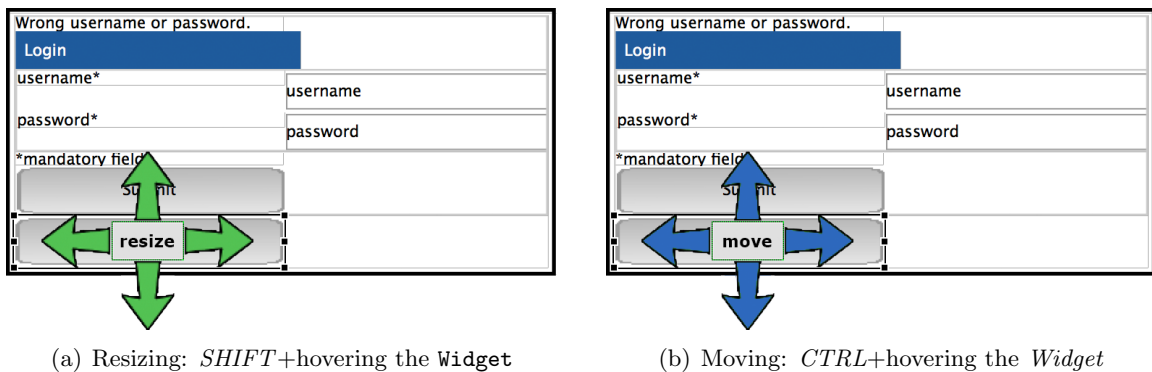 Wrong username or password.
Login
username*
username
password*
password
*mandatory field
resize
Wrong username or password.
Login
username*
username
password*
password
*mandatory field
move
(a) Resizing: SHIFT+hovering the Widget
(b) Moving: CTRL+hovering the Widget